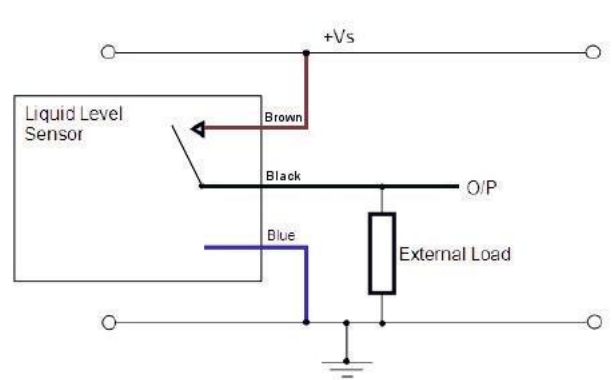 +Vs
Liquid Level
Sensor
Brown
Black
O/P
Blue
External Load